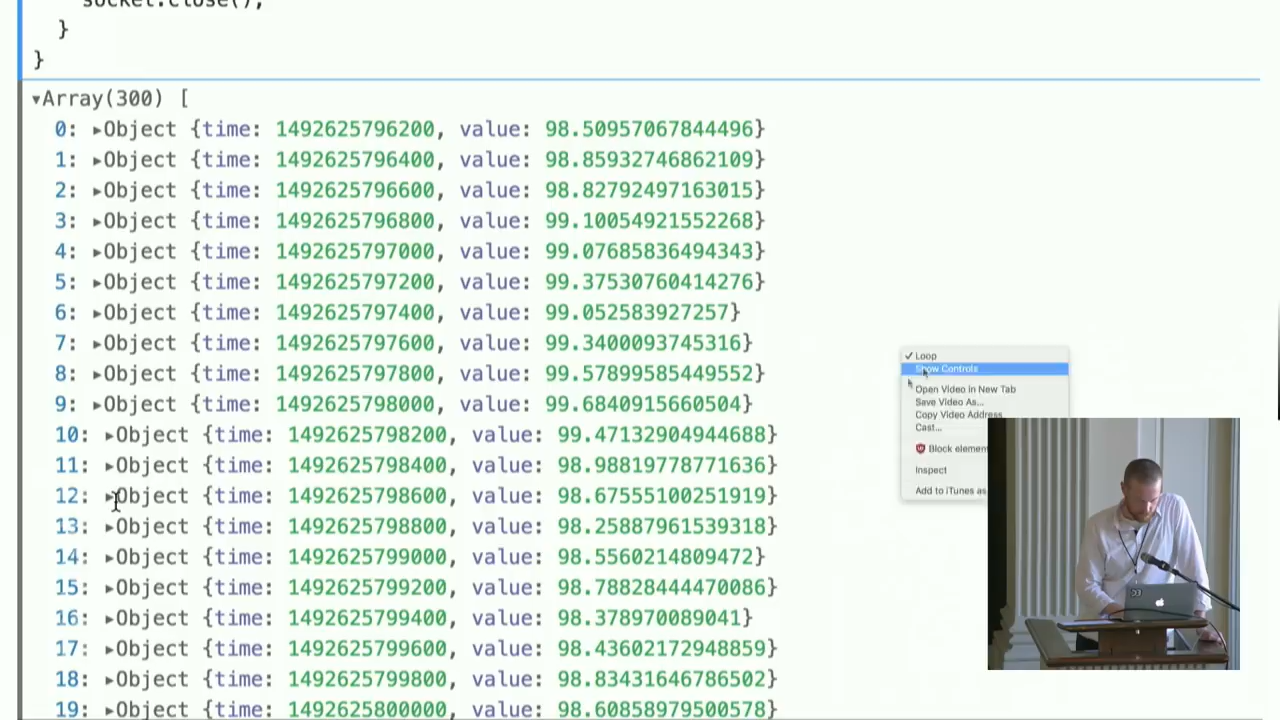 socket.close();
}
}
▾Array(300) [
0: ▸Object {time: 1492625796200, value: 98.50957067844496}
1: ▸Object {time: 1492625796400, value: 98.85932746862109}
2: ▸Object {time: 1492625796600, value: 98.82792497163015}
3: ▸Object {time: 1492625796800, value: 99.10054921552268}
4: ▸Object {time: 1492625797000, value: 99.07685836494343}
5: ▸Object {time: 1492625797200, value: 99.37530760414276}
6: ▸Object {time: 1492625797400, value: 99.052583927257}
7: ▸Object {time: 1492625797600, value: 99.3400093745316}
8: ▸Object {time: 1492625797800, value: 99.57899585449552}
9: ▸Object {time: 1492625798000, value: 99.6840915660504}
10: ▸Object {time: 1492625798200, value: 99.47132904944688}
11: ▸Object {time: 1492625798400, value: 98.98819778771636}
12: ▸Object {time: 1492625798600, value: 98.67555100251919}
13: ▸Object {time: 1492625798800, value: 98.25887961539318}
14: ▸Object {time: 1492625799000, value: 98.5560214809472}
15: ▸Object {time: 1492625799200, value: 98.78828444470086}
16: ▸Object {time: 1492625799400, value: 98.378970089041}
17: ▸Object {time: 1492625799600, value: 98.43602172948859}
18: ▸Object {time: 1492625799800, value: 98.83431646786502}
19: ▸Object {time: 1492625800000, value: 98.60858979500578}
✓ Loop
Show Controls
Open Video in New Tab
Save Video As...
Copy Video Address
Cast...
Block elemen
Inspect
Add to iTunes as